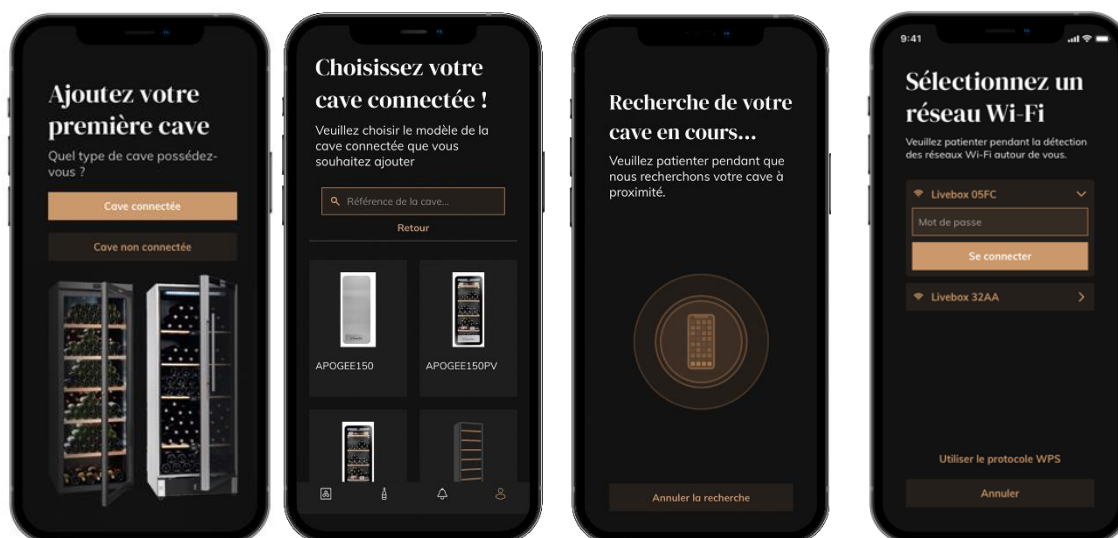 Ajoutez votre
première cave
Quel type de cave possédez-
vous ?
Cave connectée
Cave non connectée
Choisissez votre
cave connectée !
Veuillez choisir le modèle de la
cave connectée que vous
souhaitez ajouter
Référence de la cave...
Retour
APOGEE150
APOGEE150PV
Recherche de votre
cave en cours...
Veuillez patienter pendant que
nous recherchons votre cave à
proximité.
Annuler la recherche
9:41
Sélectionnez un
réseau Wi-Fi
Veuillez patienter pendant la détection
des réseaux Wi-Fi autour de vous.
Livebox 05FC
Mot de passe
Se connecter
Livebox 32AA
Utiliser le protocole WPS
Annuler